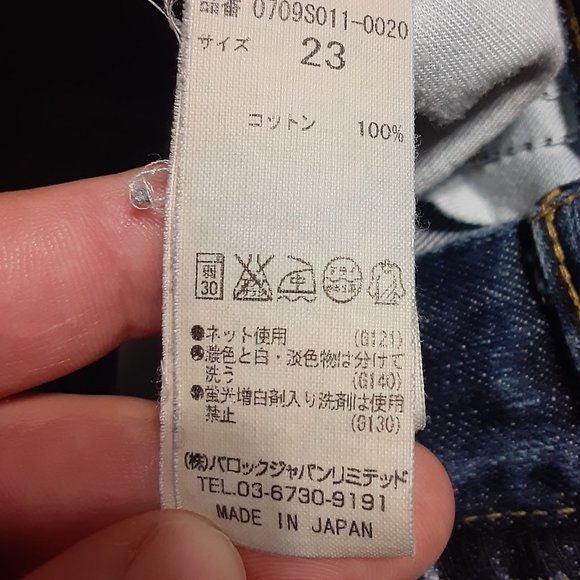 品番 0709S011-0020
サイズ 23
コットン 100%
弱
30
中
●ネット使用 (G121)
●濃色と白・淡色物は分けて
洗う (G140)
●蛍光増白剤入り洗剤は使用
禁止 (G130)
(株)バロックジャパンリミテッド
TEL.03-6730-9191
MADE IN JAPAN